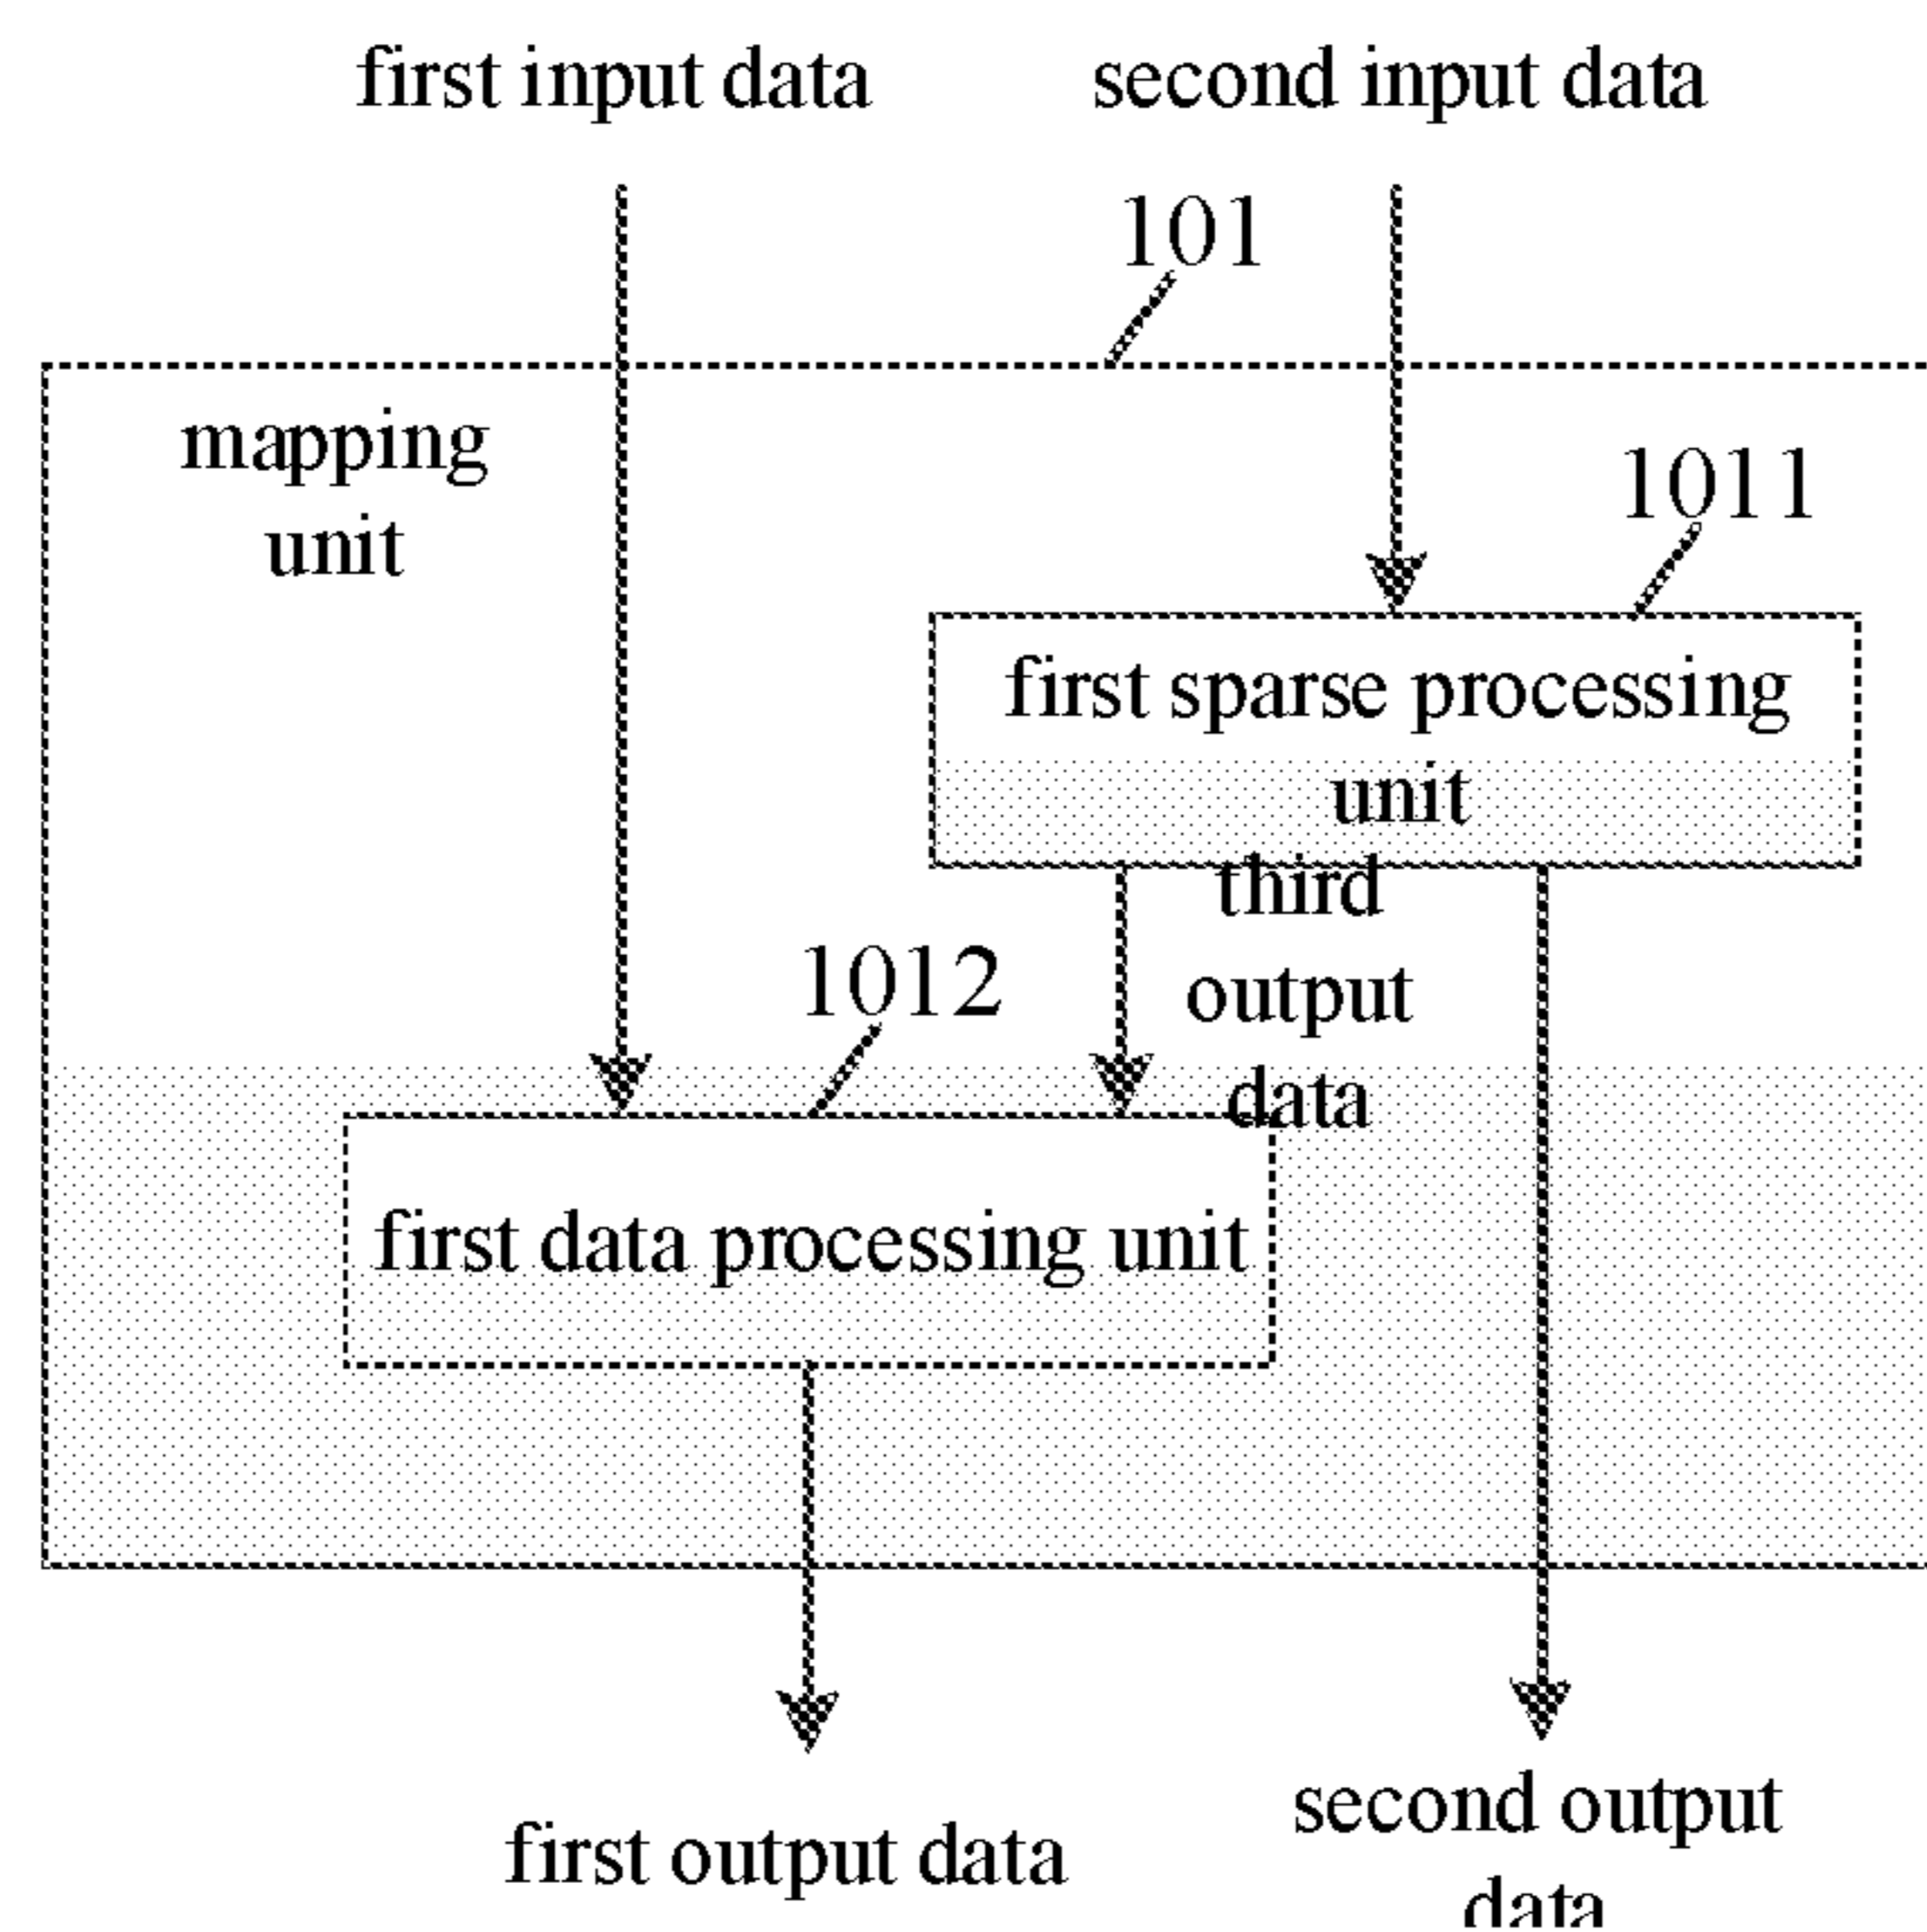 first input data
second input data
101
mapping
unit
1011
first sparse processing
unit
third
output
data
1012
first data processing unit
first output data
second output
data